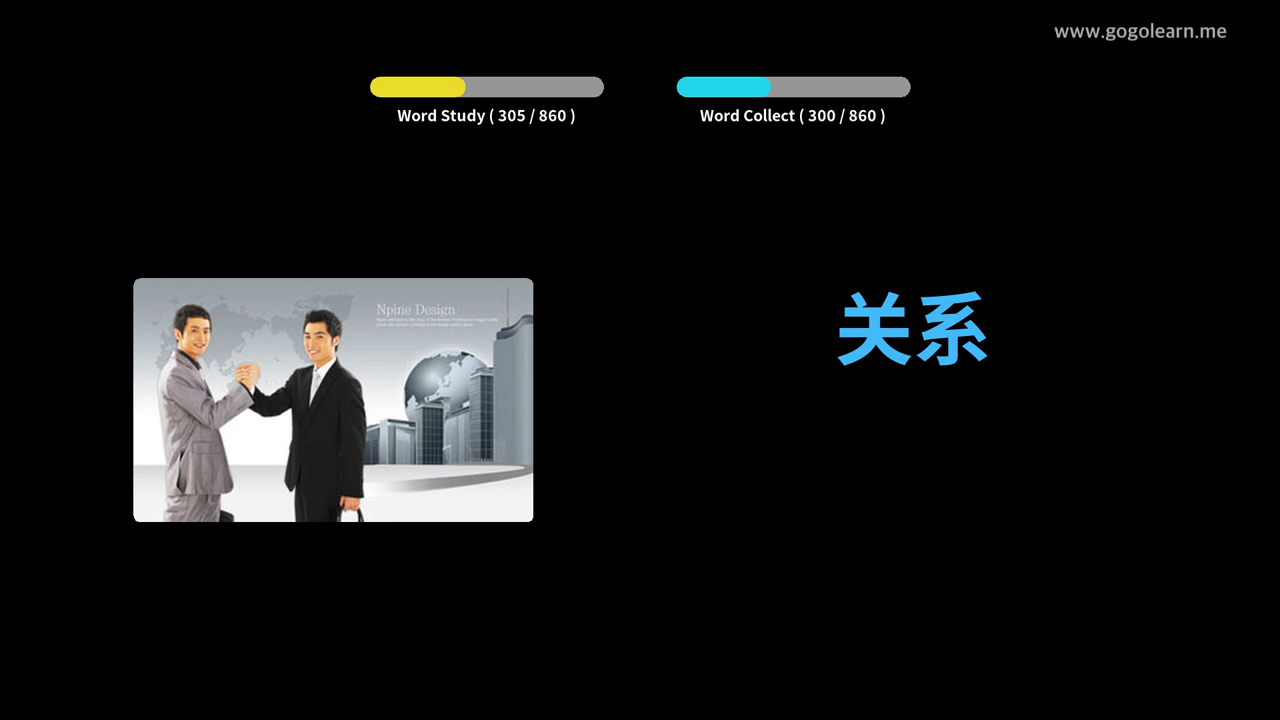 www.gogolearn.me
Word Study ( 305 / 860 )
Word Collect ( 300 / 860 )
Npine Design
关系